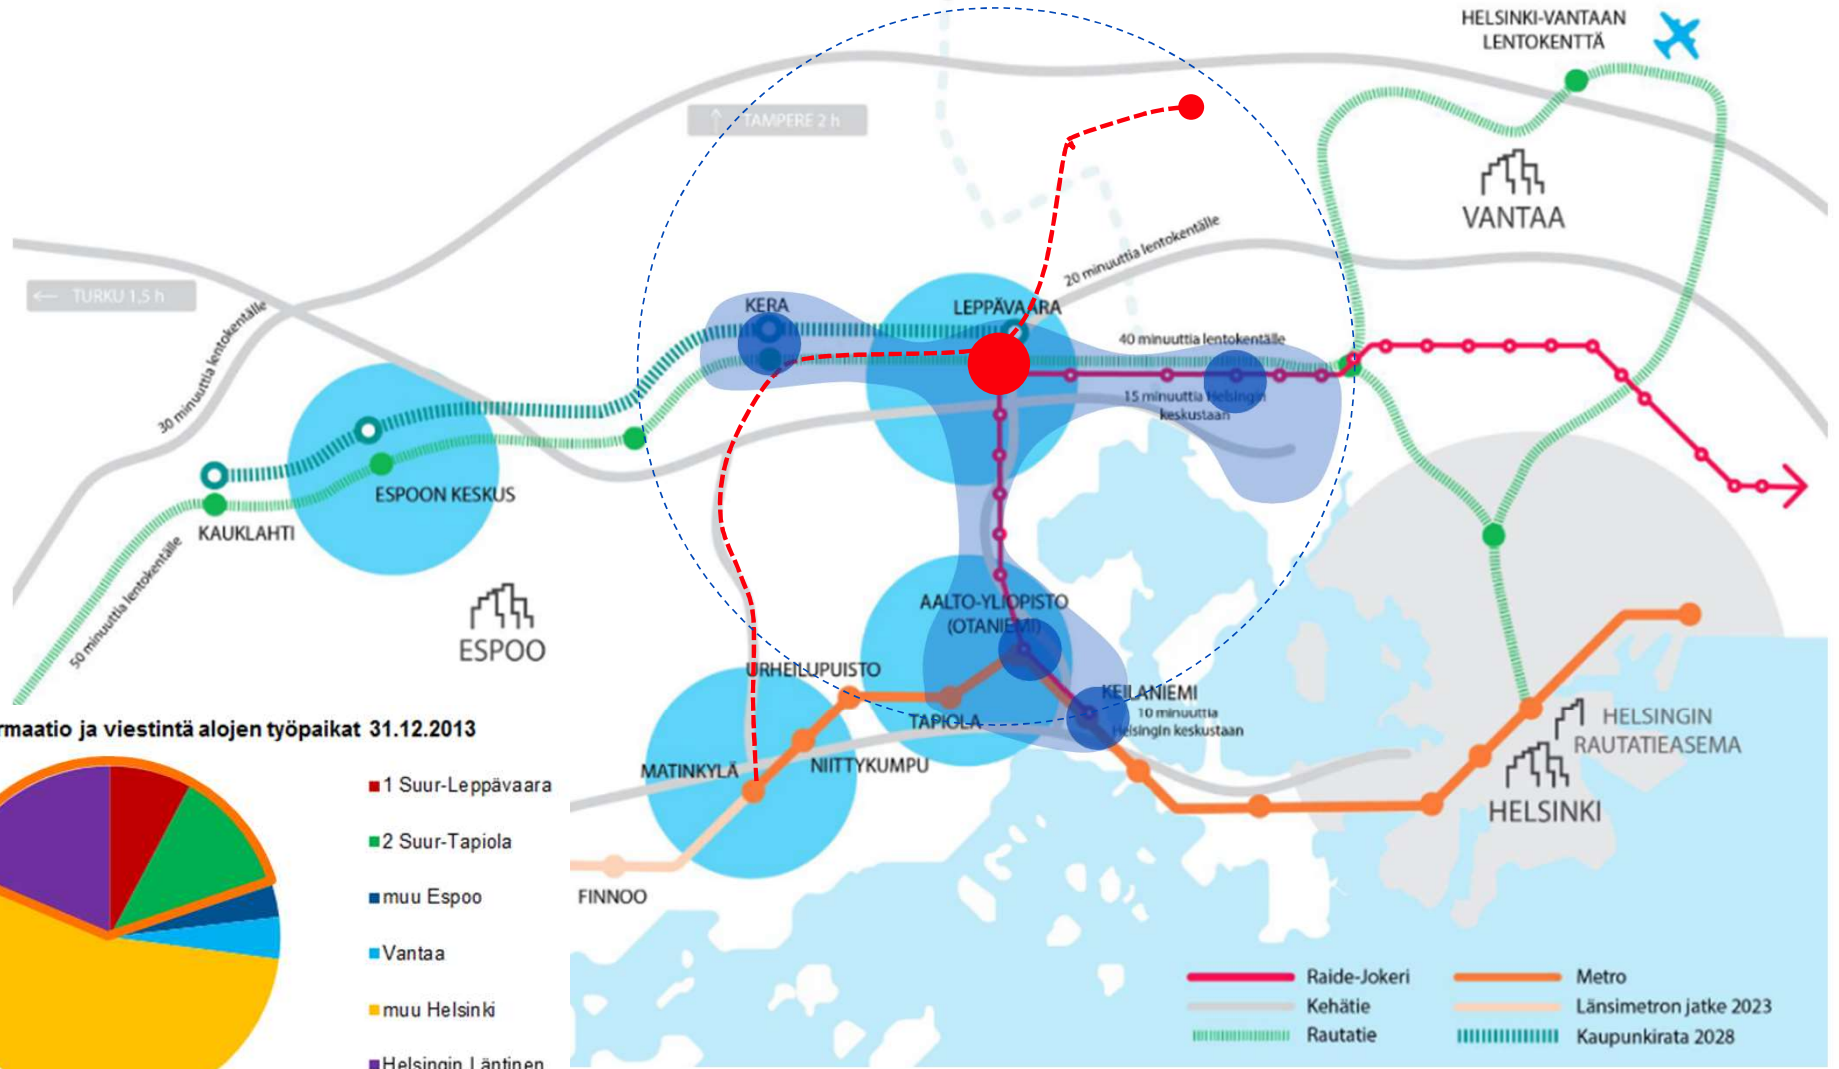 HELSINKI-VANTAAN
LENTOKENTTÄ
↑ TAMPERE 2 h
VANTAA
20 minuuttia lentokentälle
← TURKU 1,5 h
30 minuuttia lentokentälle
KERA
LEPPÄVAARA
40 minuuttia lentokentälle
15 minuuttia Helsingin
keskustaan
ESPOON KESKUS
KAUKLAHTI
50 minuuttia lentokentälle
ESPOO
AALTO-YLIOPISTO
(OTANIEMI)
URHEILUPUISTO
KEILANIEMI
10 minuuttia
Helsingin keskustaan
TAPIOLA
MATINKYLÄ
NIITTYKUMPU
HELSINGIN
RAUTATIEASEMA
HELSINKI
FINNOO
rmaatio ja viestintä alojen työpaikat 31.12.2013
1 Suur-Leppävaara
2 Suur-Tapiola
muu Espoo
Vantaa
muu Helsinki
Helsingin Läntinen
Raide-Jokeri
Kehätie
Rautatie
Metro
Länsimetron jatke 2023
Kaupunkirata 2028